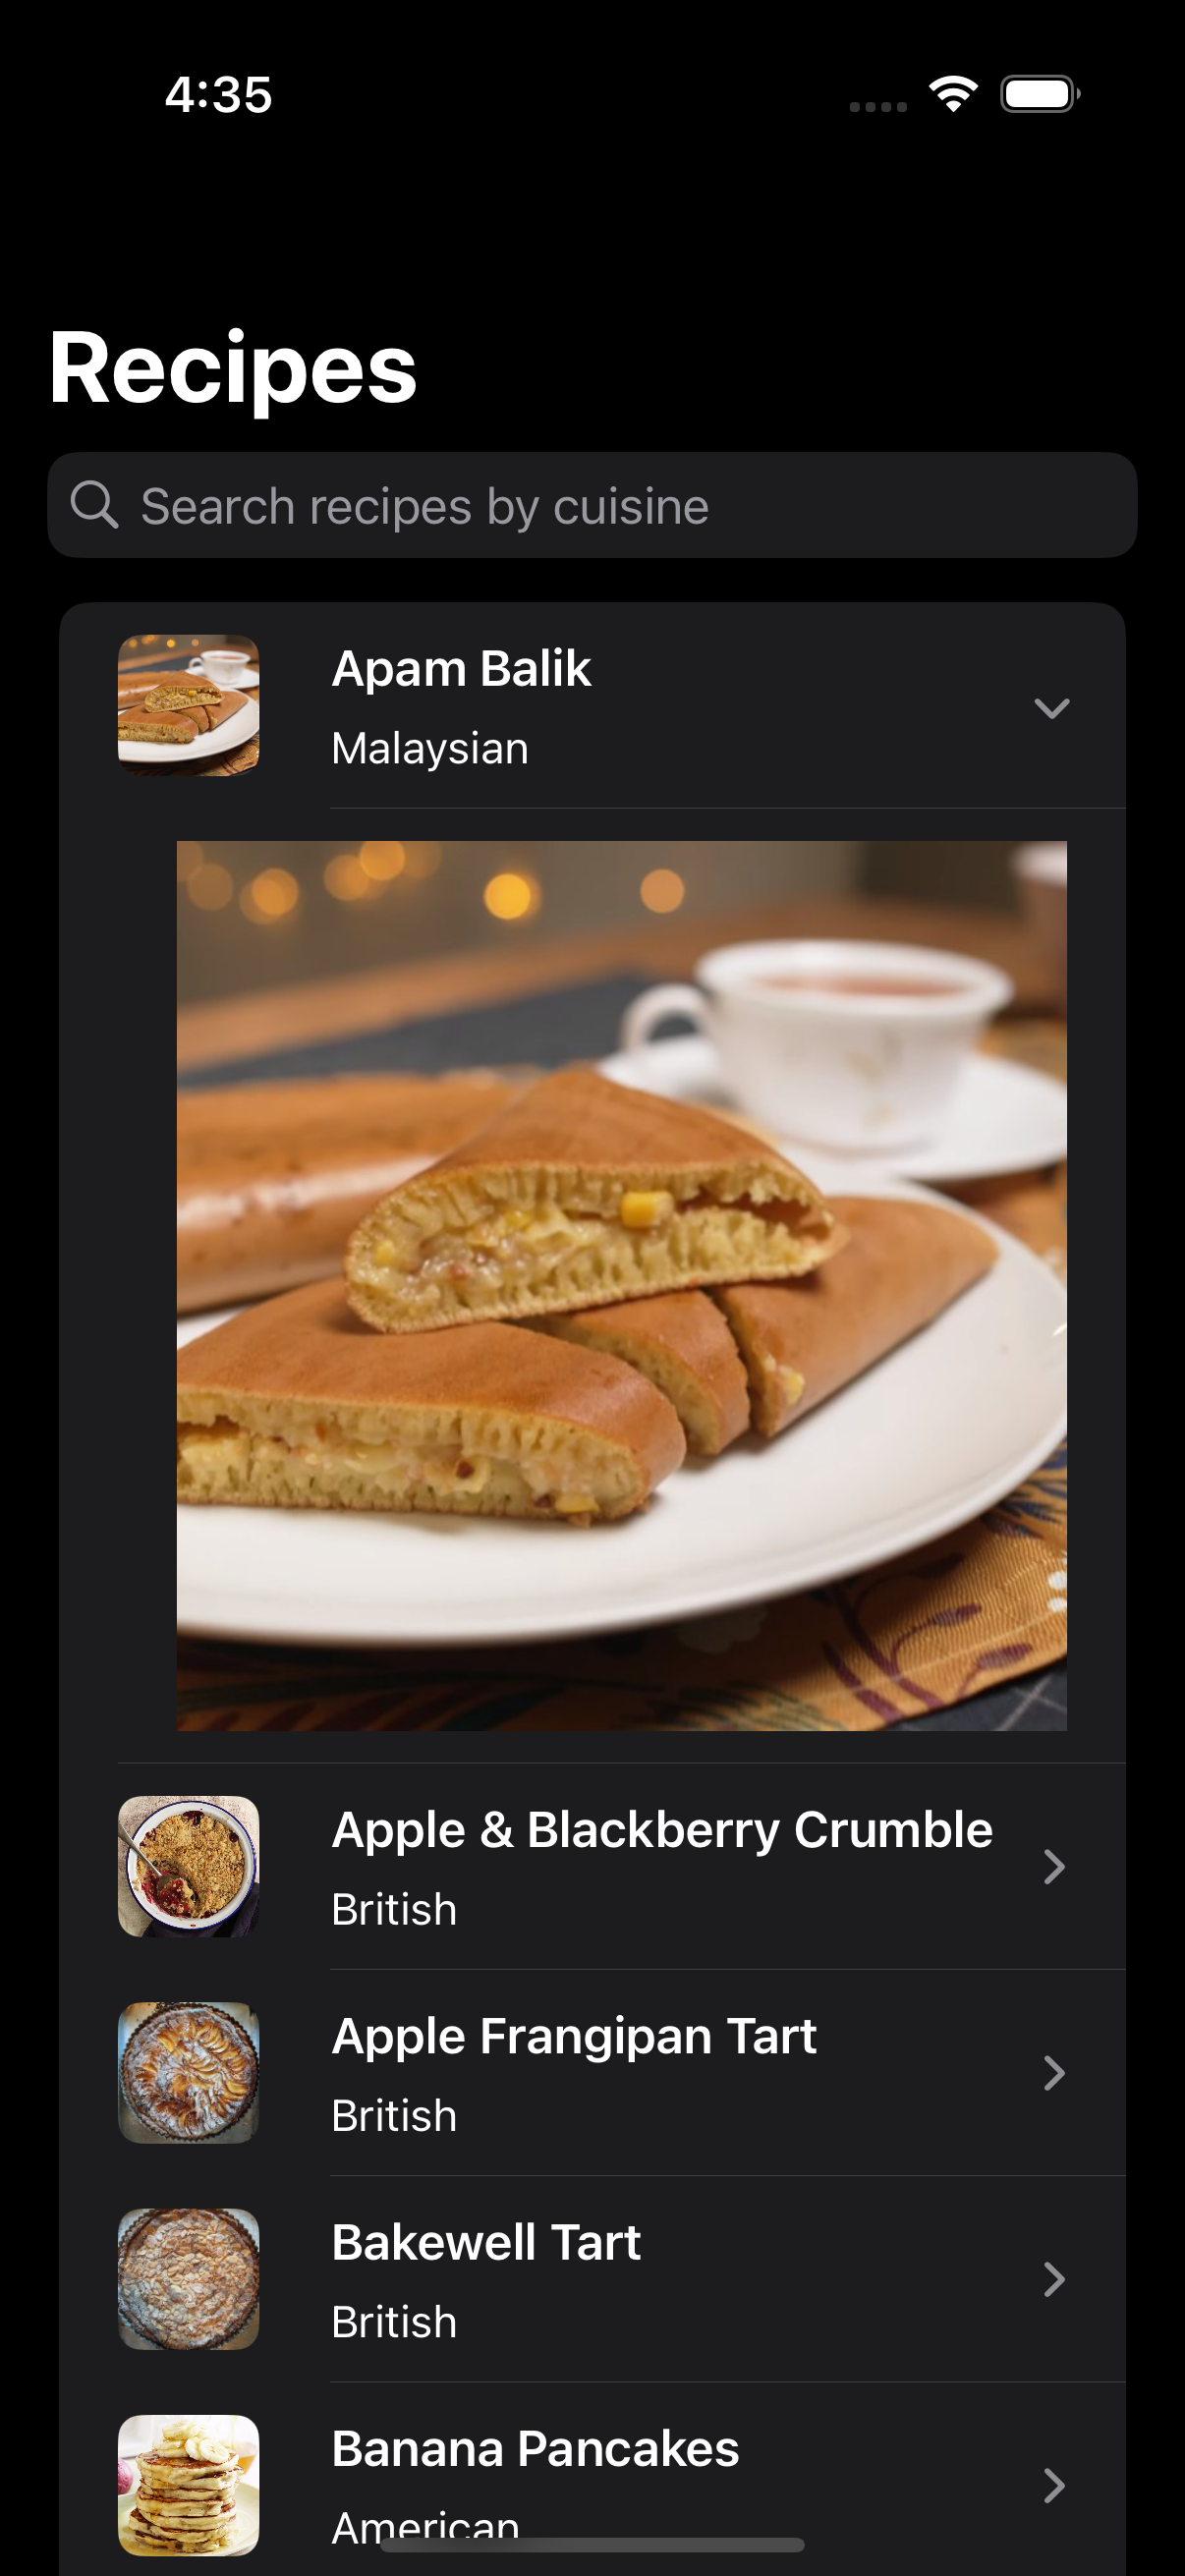 4:35
Recipes
Search recipes by cuisine
Apam Balik
Malaysian
Apple & Blackberry Crumble
British
Apple Frangipan Tart
British
Bakewell Tart
British
Banana Pancakes
American